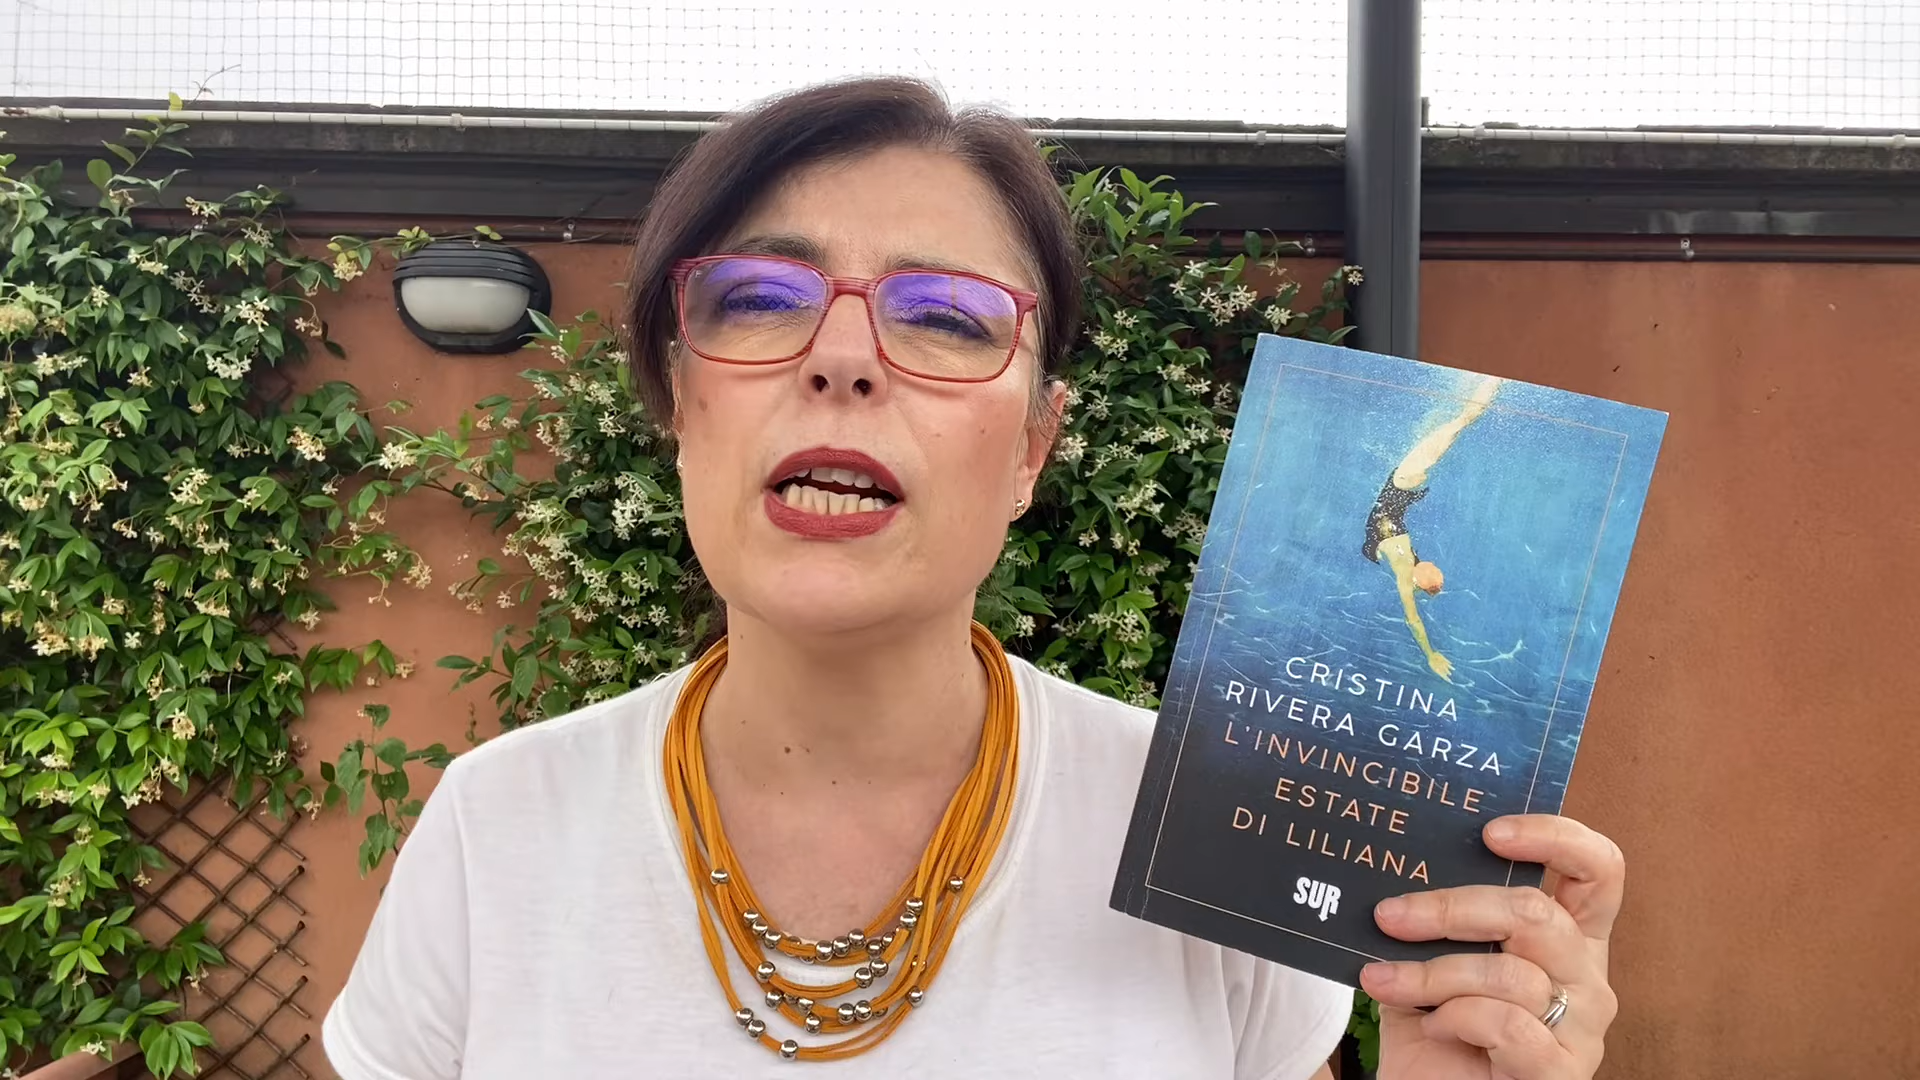 CRISTINA
RIVERA GARZA
L'INVINCIBILE
ESTATE
DI LILIANA
SUR